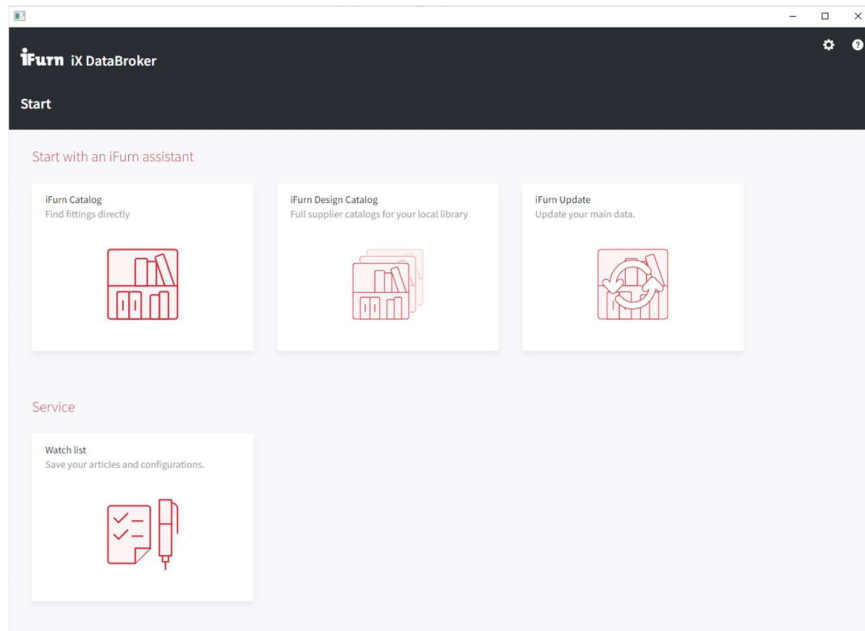 iFurn iX DataBroker
Start
Start with an iFurn assistant
iFurn Catalog
Find fittings directly
iFurn Design Catalog
Full supplier catalogs for your local library
iFurn Update
Update your main data.
Service
Watch list
Save your articles and configurations.